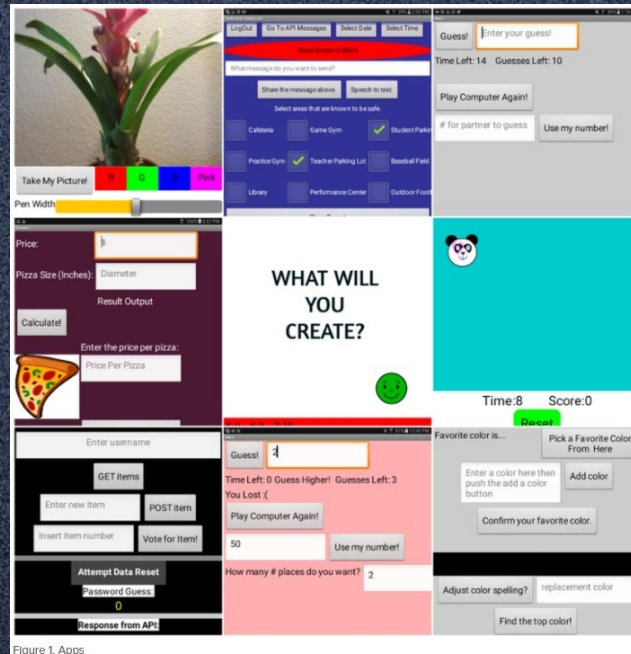 Take My Picture!
R
G
B
Pink
Pen Width
LogOut
Go To API Messages
Select Date
Select Time
Reset Screen to Blank
What message do you want to send?
Share the message above.
Speech to text.
Select areas that are known to be safe.
Cafeteria
Game Gym
Student Parkin
Practice Gym
Teacher Parking Lot
Baseball Field
Library
Performance Center
Outdoor Footb
Guess!
Enter your guess!
Time Left: 14 Guesses Left: 10
Play Computer Again!
# for partner to guess
Use my number!
Price:
$
Pizza Size (Inches):
Diameter
Result Output
Calculate!
Enter the price per pizza:
Price Per Pizza
WHAT WILL
YOU
CREATE?
Time:8 Score:0
Reset
Enter username
GET items
Enter new item
POST item
Insert item number
Vote for Item!
Attempt Data Reset
Password Guess:
0
Response from API:
Guess!
2
Time Left: 0 Guess Higher! Guesses Left: 3
You Lost :(
Play Computer Again!
50
Use my number!
How many # places do you want?
2
Favorite color is...
Pick a Favorite Color
From Here
Enter a color here then
push the add a color
button
Add color
Confirm your favorite color.
Adjust color spelling?
replacement color
Find the top color!
Figure 1. Apps